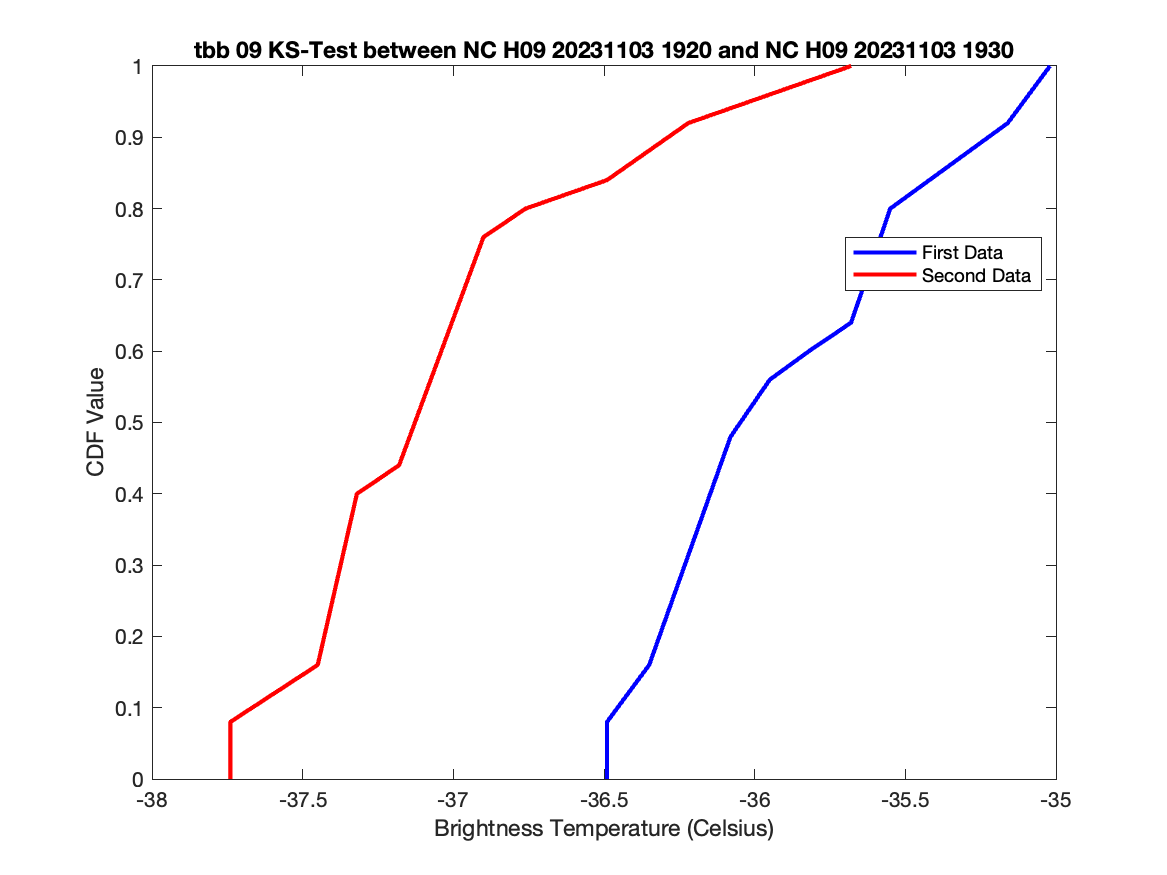 tbb 09 KS-Test between NC H09 20231103 1920 and NC H09 20231103 1930
1
0.9
0.8
0.7
0.6
0.5
0.4
0.3
0.2
0.1
0
CDF Value
First Data
Second Data
-38 -37.5 -37 -36.5 -36 -35.5 -35
Brightness Temperature (Celsius)